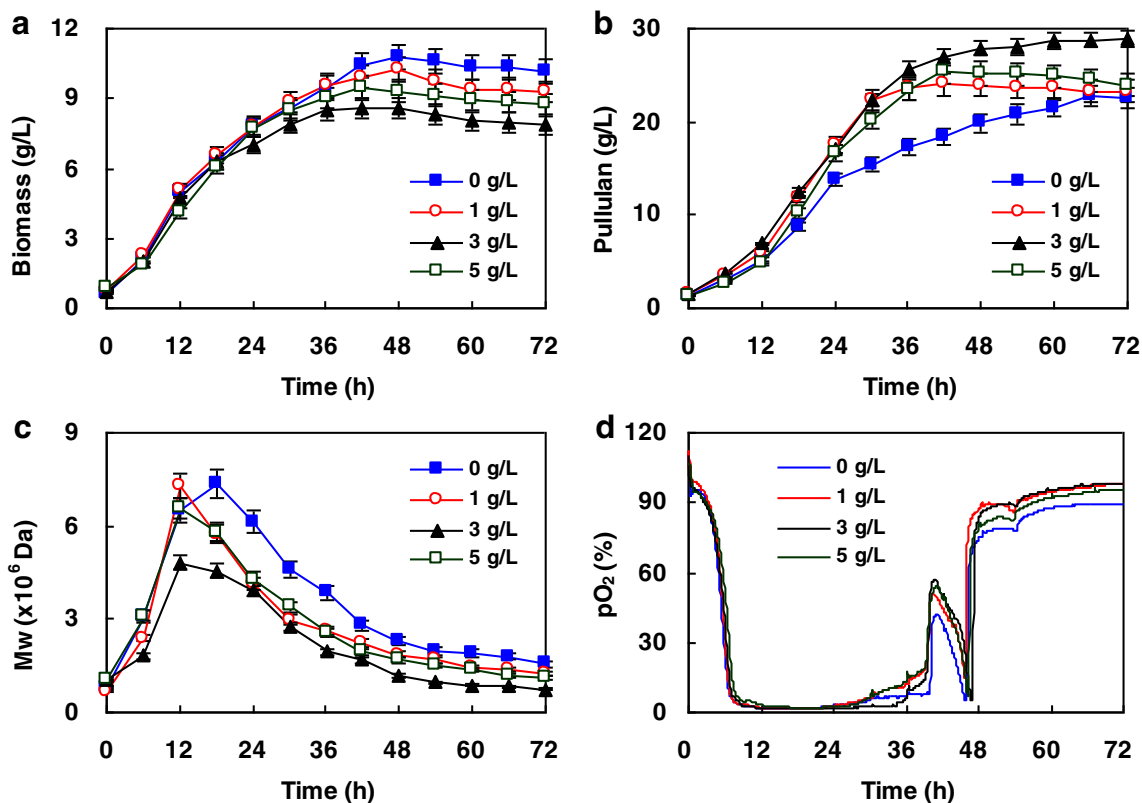 a
12
9
6
3
0
Biomass (g/L)
0 g/L
1 g/L
3 g/L
5 g/L
0 12 24 36 48 60 72
Time (h)
b
30
20
10
0
Pullulan (g/L)
0 g/L
1 g/L
3 g/L
5 g/L
0 12 24 36 48 60 72
Time (h)
c
9
6
3
0
Mw (x10⁶ Da)
0 g/L
1 g/L
3 g/L
5 g/L
0 12 24 36 48 60 72
Time (h)
d
120
90
60
30
0
pO₂ (%)
0 g/L
1 g/L
3 g/L
5 g/L
0 12 24 36 48 60 72
Time (h)